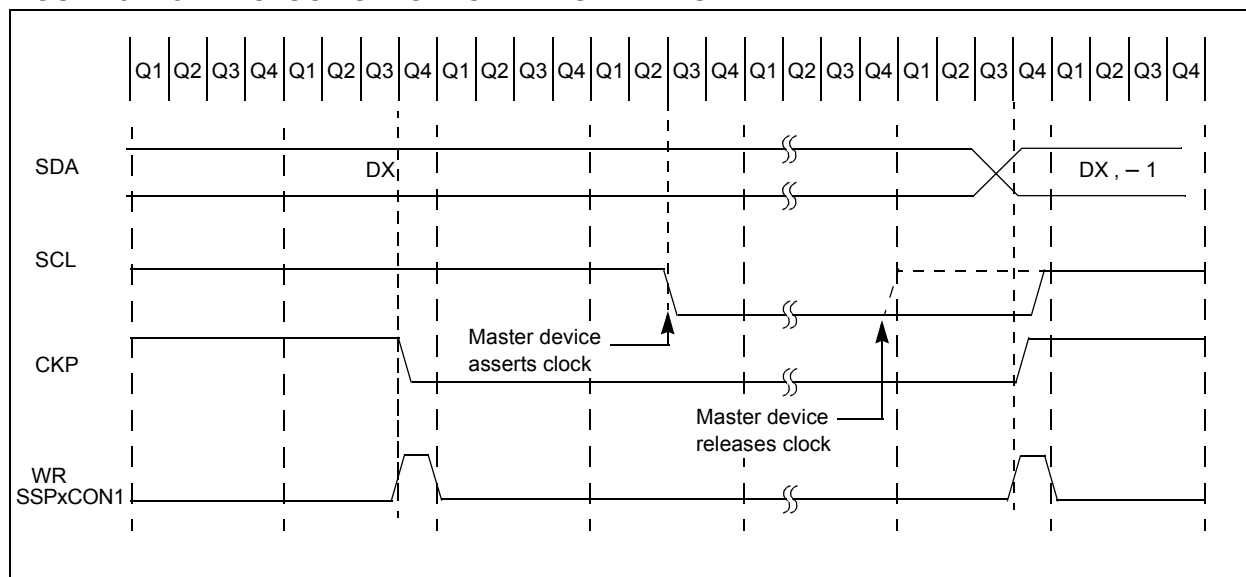 Q1 Q2 Q3 Q4 Q1 Q2 Q3 Q4 Q1 Q2 Q3 Q4 Q1 Q2 Q3 Q4 Q1 Q2 Q3 Q4 Q1 Q2 Q3 Q4 Q1 Q2 Q3 Q4
SDA
DX
DX , – 1
SCL
Master device
asserts clock
CKP
Master device
releases clock
WR
SSPxCON1